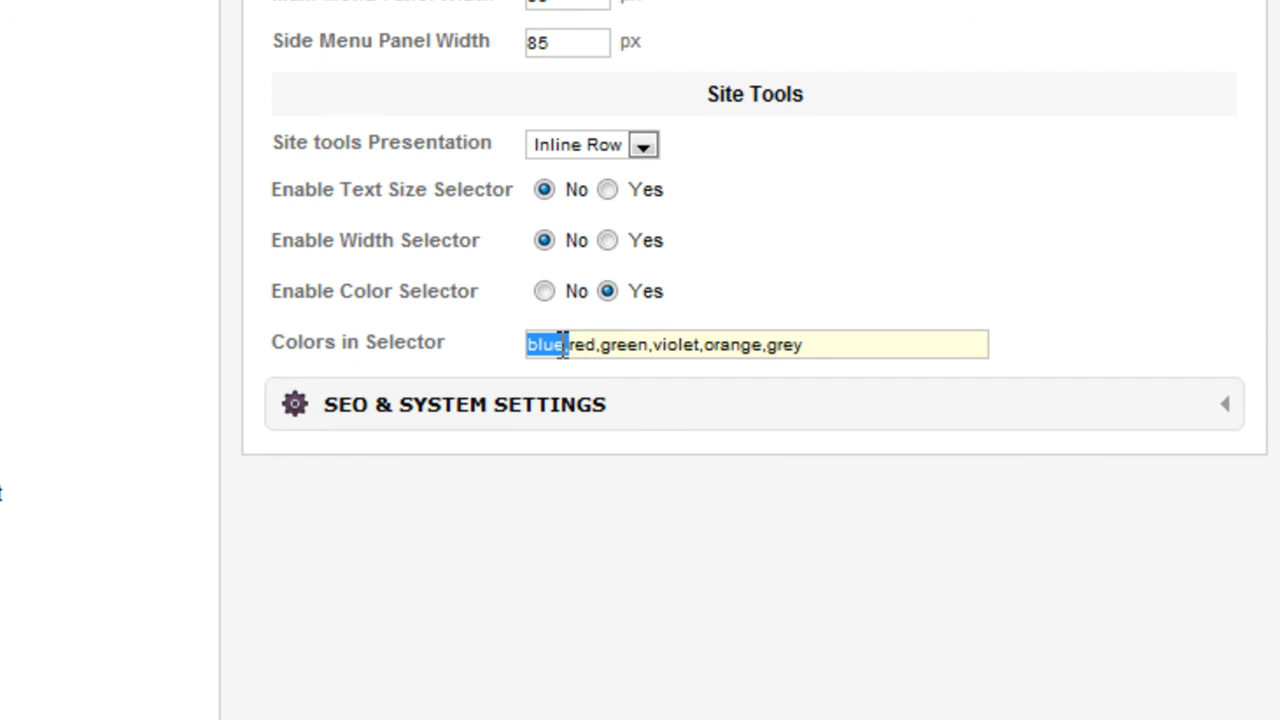 Side Menu Panel Width 85 px
Site Tools
Site tools Presentation Inline Row
Enable Text Size Selector No Yes
Enable Width Selector No Yes
Enable Color Selector No Yes
Colors in Selector blue,red,green,violet,orange,grey
SEO & SYSTEM SETTINGS